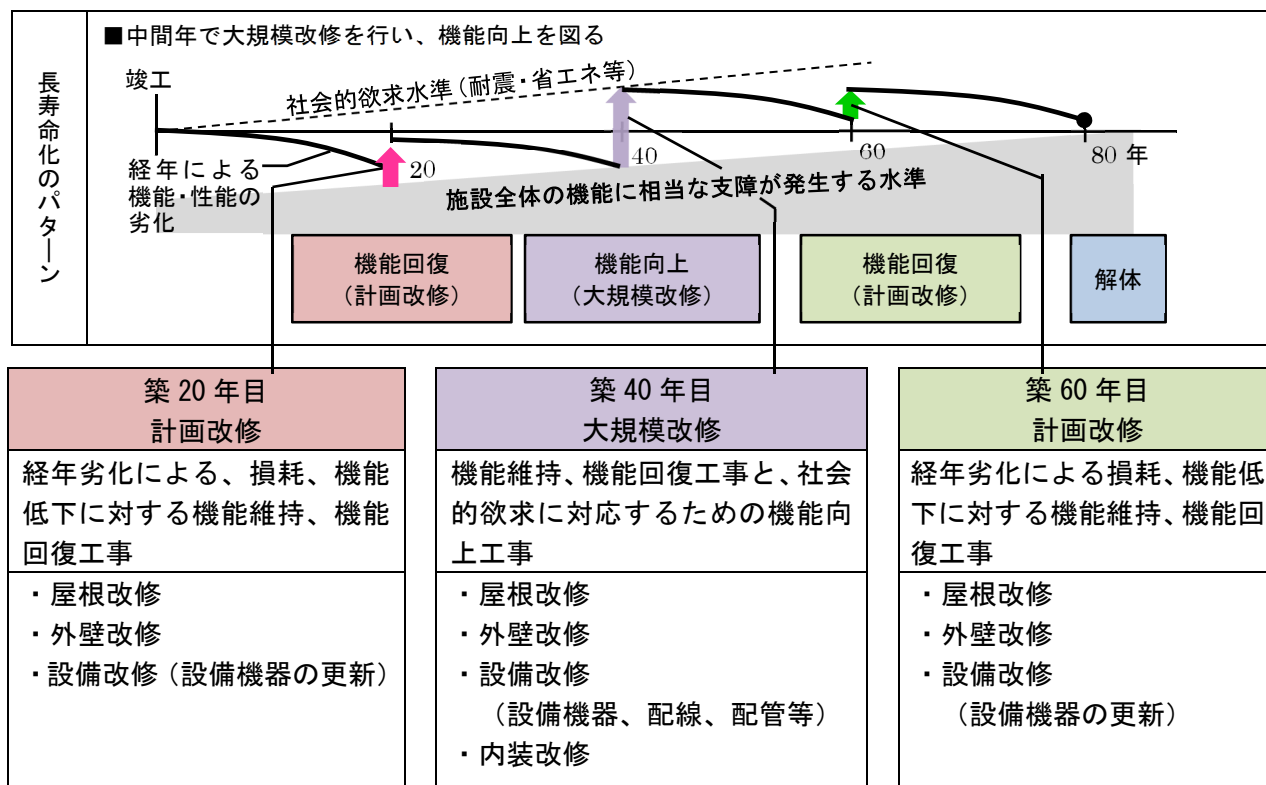 長寿命化のパターン
■中間年で大規模改修を行い、機能向上を図る
竣工
社会的欲求水準（耐震・省エネ等）
経年による
機能・性能の
劣化
20
40
60
80 年
施設全体の機能に相当な支障が発生する水準
機能回復
（計画改修）
機能向上
（大規模改修）
機能回復
（計画改修）
解体
築 20 年目
計画改修
経年劣化による、損耗、機能
低下に対する機能維持、機能
回復工事
・屋根改修
・外壁改修
・設備改修（設備機器の更新）
築 40 年目
大規模改修
機能維持、機能回復工事と、社会
的欲求に対応するための機能向
上工事
・屋根改修
・外壁改修
・設備改修
（設備機器、配線、配管等）
・内装改修
築 60 年目
計画改修
経年劣化による損耗、機能低
下に対する機能維持、機能回
復工事
・屋根改修
・外壁改修
・設備改修
（設備機器の更新）